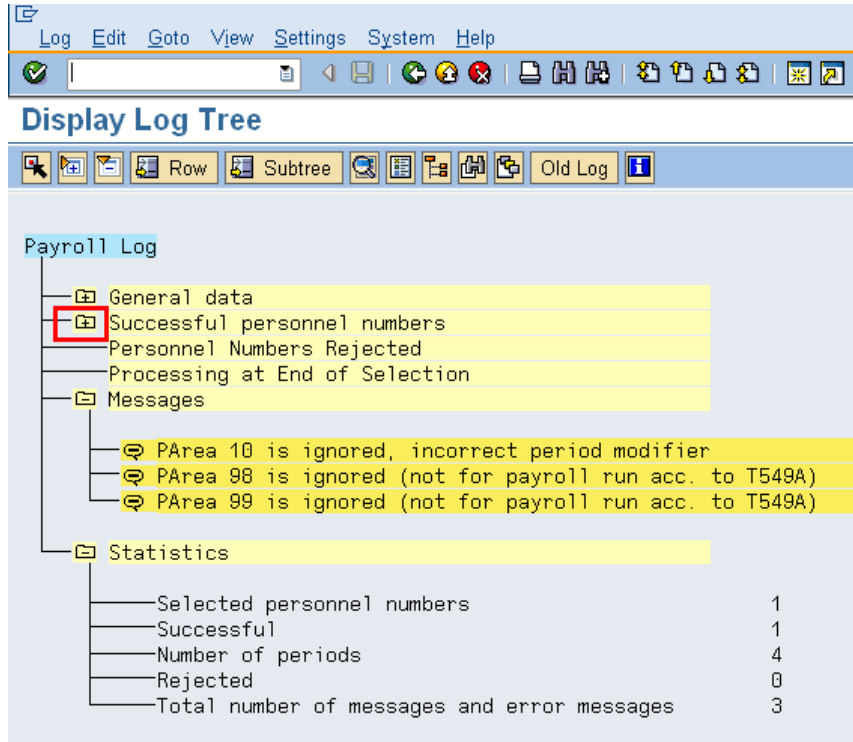 Log Edit Goto View Settings System Help
Display Log Tree
Row Subtree Old Log
Payroll Log
General data
Successful personnel numbers
Personnel Numbers Rejected
Processing at End of Selection
Messages
PArea 10 is ignored, incorrect period modifier
PArea 98 is ignored (not for payroll run acc. to T549A)
PArea 99 is ignored (not for payroll run acc. to T549A)
Statistics
Selected personnel numbers 1
Successful 1
Number of periods 4
Rejected 0
Total number of messages and error messages 3